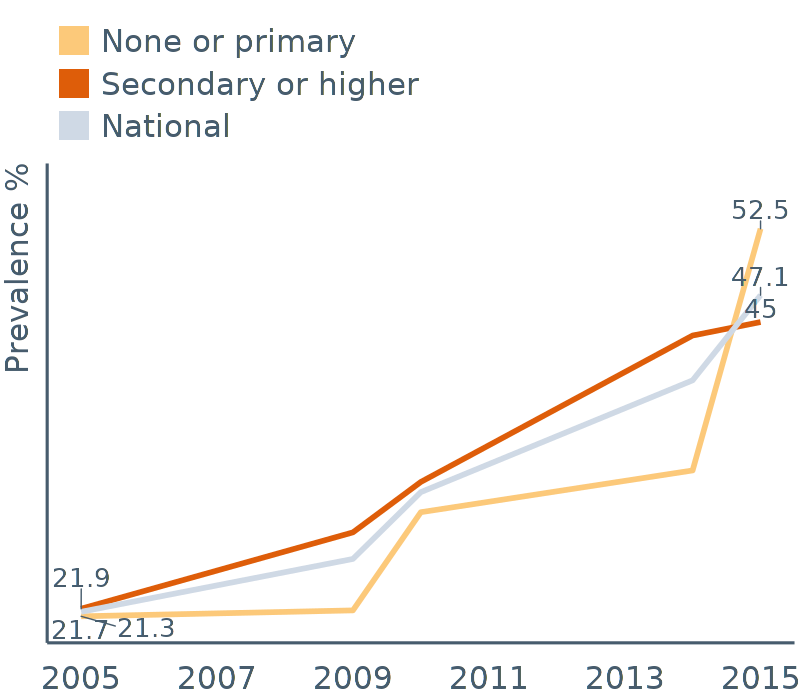 None or primary
Secondary or higher
National
Prevalence %
52.5
47.1
45
21.9
21.7
21.3
2005 2007 2009 2011 2013 2015